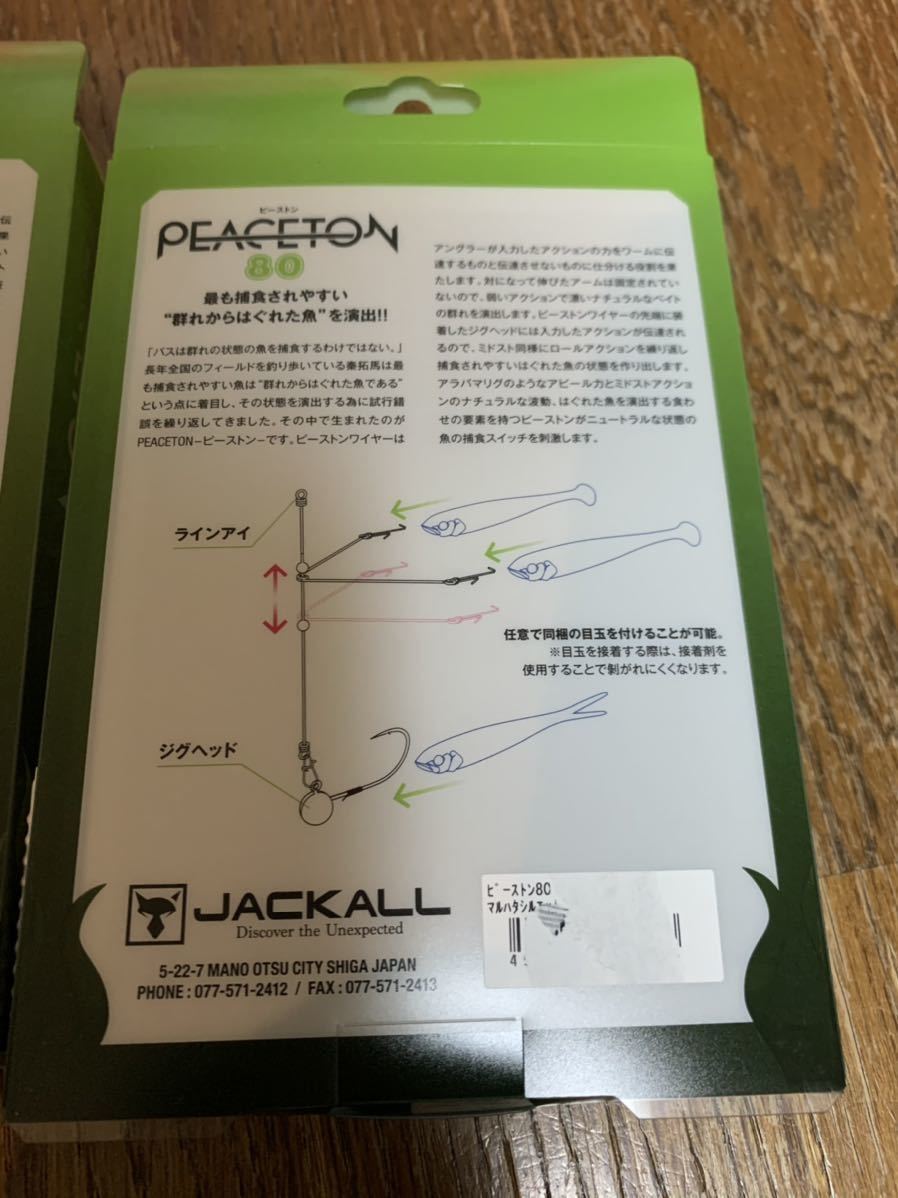 ピーストン
PEACETON
80
最も捕食されやすい
“群れからはぐれた魚”を演出!!
「バスは群れの状態の魚を捕食するわけではない。」
長年全国のフィールドを釣り歩いている秦拓馬は最
も捕食されやすい魚は“群れからはぐれた魚である”
という点に着目し、その状態を演出する為に試行錯
誤を繰り返してきました。その中で生まれたのが
PEACETON−ピーストン−です。ピーストンワイヤーは
アングラーが入力したアクションの力をワームに伝
達するものと伝達させないものに仕分ける役割を果
たします。対になって伸びたアームは固定されてい
ないので、弱いアクションで漂いナチュラルなベイト
の群れを演出します。ピーストンワイヤーの先端に装
着したジグヘッドには入力したアクションが伝達され
るので、ミドスト同様にロールアクションを繰り返し
捕食されやすいはぐれた魚の状態を作り出します。
アラバマリグのようなアピール力とミドストアクショ
ンのナチュラルな波動、はぐれた魚を演出する食わ
せの要素を持つピーストンがニュートラルな状態の
魚の捕食スイッチを刺激します。
ラインアイ
任意で同梱の目玉を付けることが可能。
※目玉を接着する際は、接着剤を
使用することで剝がれにくくなります。
ジグヘッド
JACKALL
Discover the Unexpected
5-22-7 MANO OTSU CITY SHIGA JAPAN
PHONE : 077-571-2412 / FAX : 077-571-2413
ピーストン80
マルハタシルエット